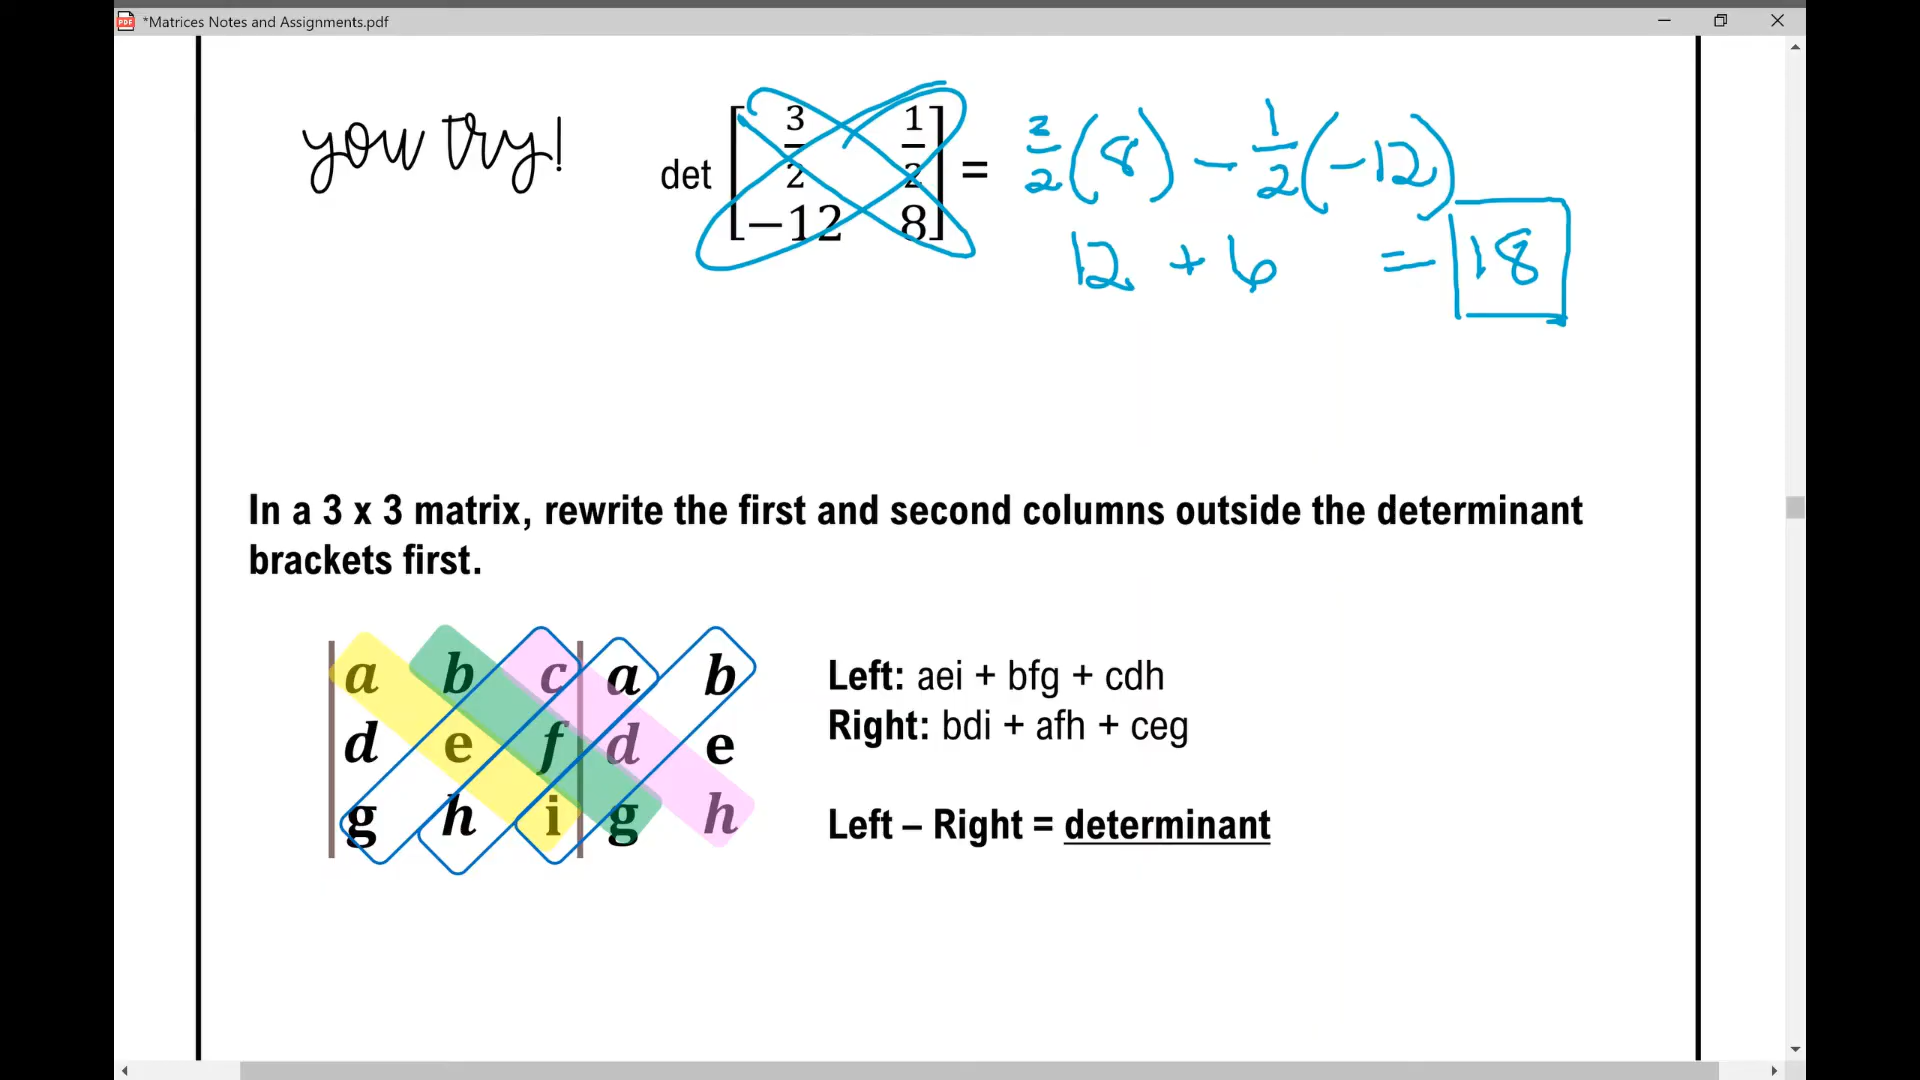 *Matrices Notes and Assignments.pdf
you try!
det [3/2 1/2 −12 8] = 3/2 (8) − 1/2 (−12)
12 + 6 = 18
In a 3 x 3 matrix, rewrite the first and second columns outside the determinant
brackets first.
a b c a b
d e f d e
g h i g h
Left: aei + bfg + cdh
Right: bdi + afh + ceg
Left – Right = determinant